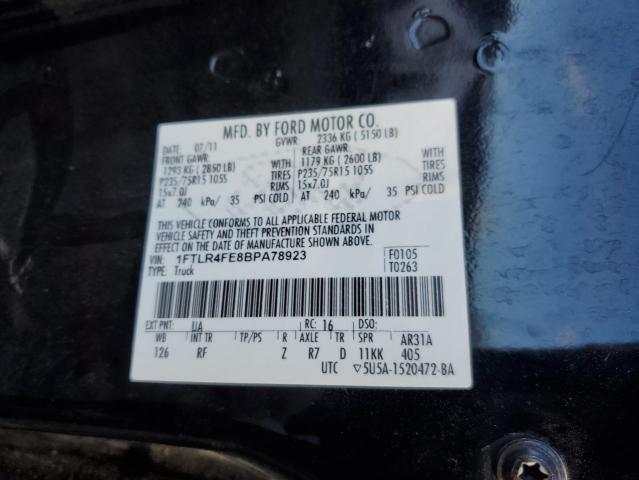 MFD. BY FORD MOTOR CO.
DATE: 07/11 GVWR: 2336 KG ( 5150 LB)
FRONT GAWR: REAR GAWR:
1293 KG ( 2850 LB) WITH 1179 KG ( 2600 LB) WITH
P235/75R15 1055 TIRES P235/75R15 1055 TIRES
15x7.0J RIMS 15x7.0J RIMS
AT 240 kPa/ 35 PSI COLD AT 240 kPa/ 35 PSI COLD
THIS VEHICLE CONFORMS TO ALL APPLICABLE FEDERAL MOTOR
VEHICLE SAFETY AND THEFT PREVENTION STANDARDS IN
EFFECT ON THE DATE OF MANUFACTURE SHOWN ABOVE.
VIN: 1FTLR4FE8BPA78923 F0105
TYPE: Truck T0263
EXT PNT: UA RC: 16 DSO:
WB INT TR TP/PS R AXLE TR SPR AR31A
126 RF Z R7 D 11KK 405
UTC ▽5U5A-1520472-BA